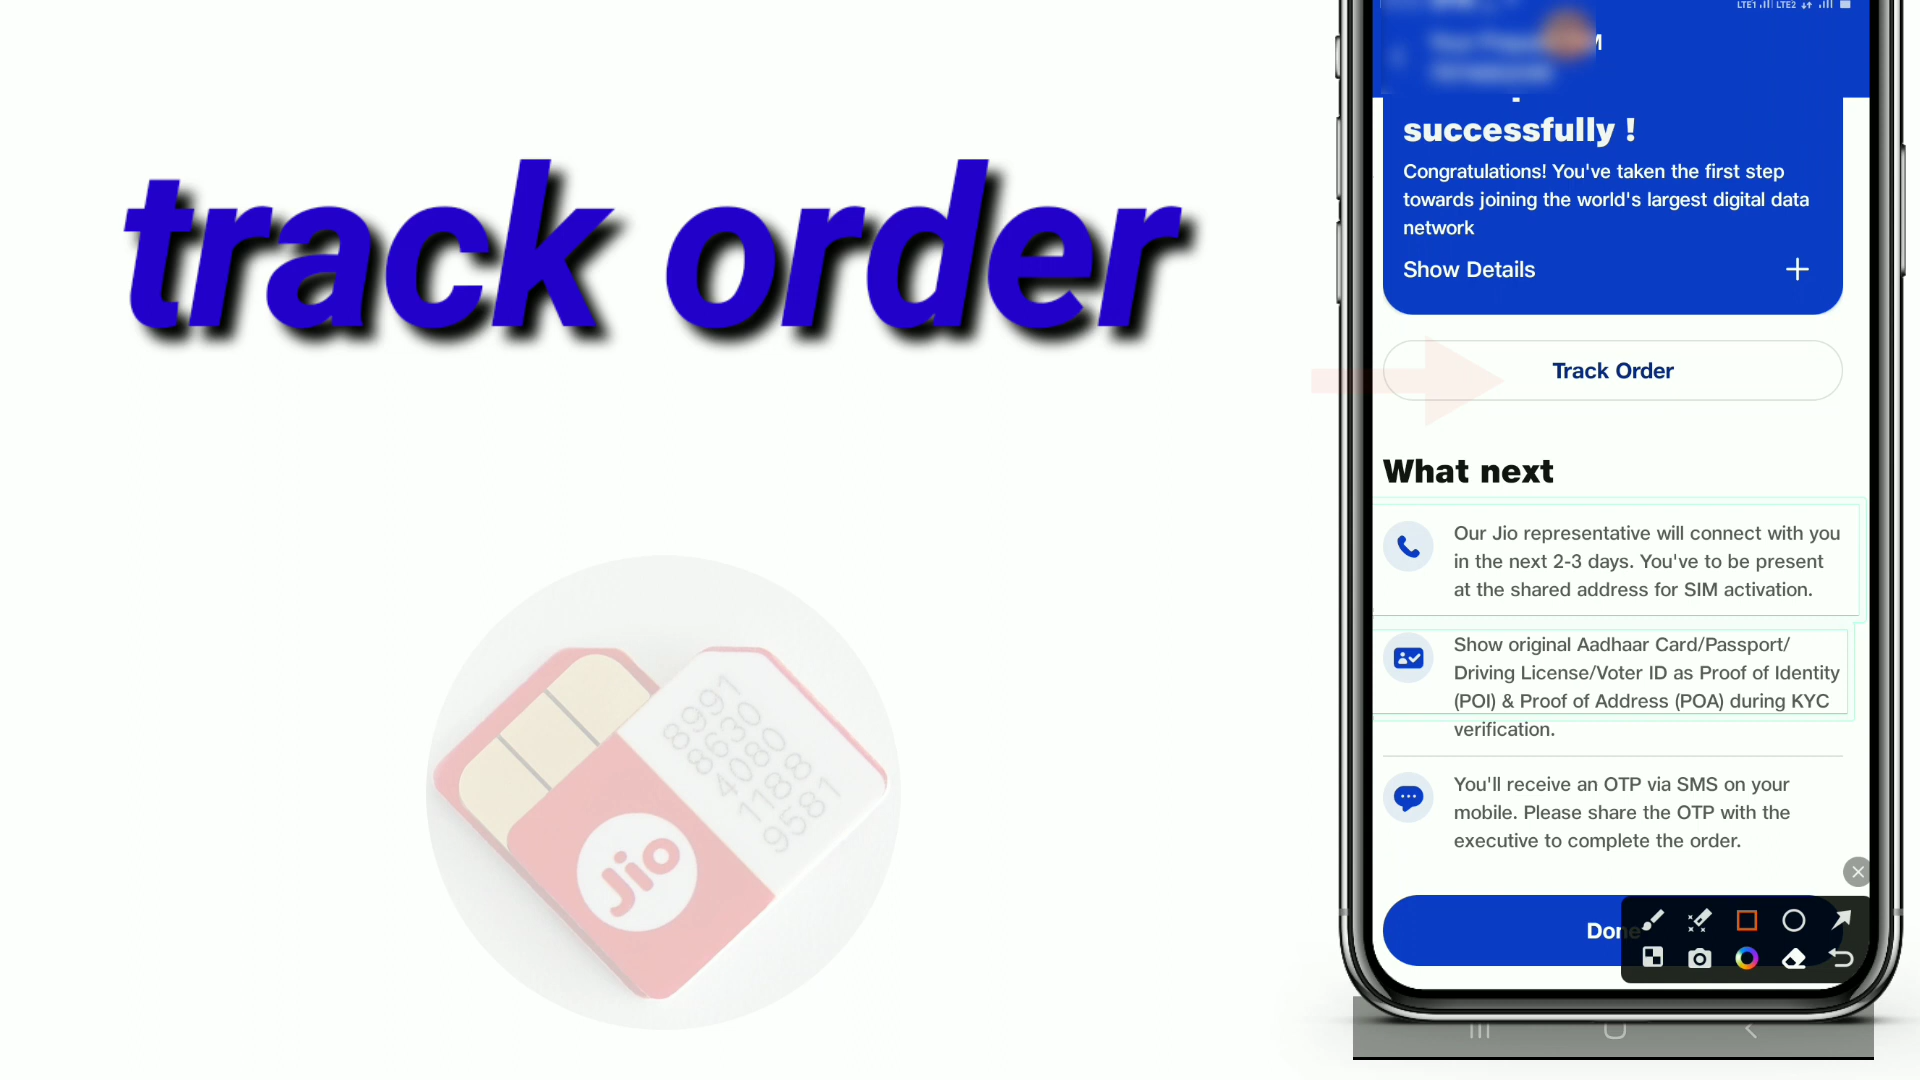 track order
LTE1 LTE2
successfully !
Congratulations! You've taken the first step
towards joining the world's largest digital data
network
Show Details
Track Order
What next
Our Jio representative will connect with you
in the next 2-3 days. You've to be present
at the shared address for SIM activation.
Show original Aadhaar Card/Passport/
Driving License/Voter ID as Proof of Identity
(POI) & Proof of Address (POA) during KYC
verification.
You'll receive an OTP via SMS on your
mobile. Please share the OTP with the
executive to complete the order.
Done
8991
8630
4080
1188
9581
Jio